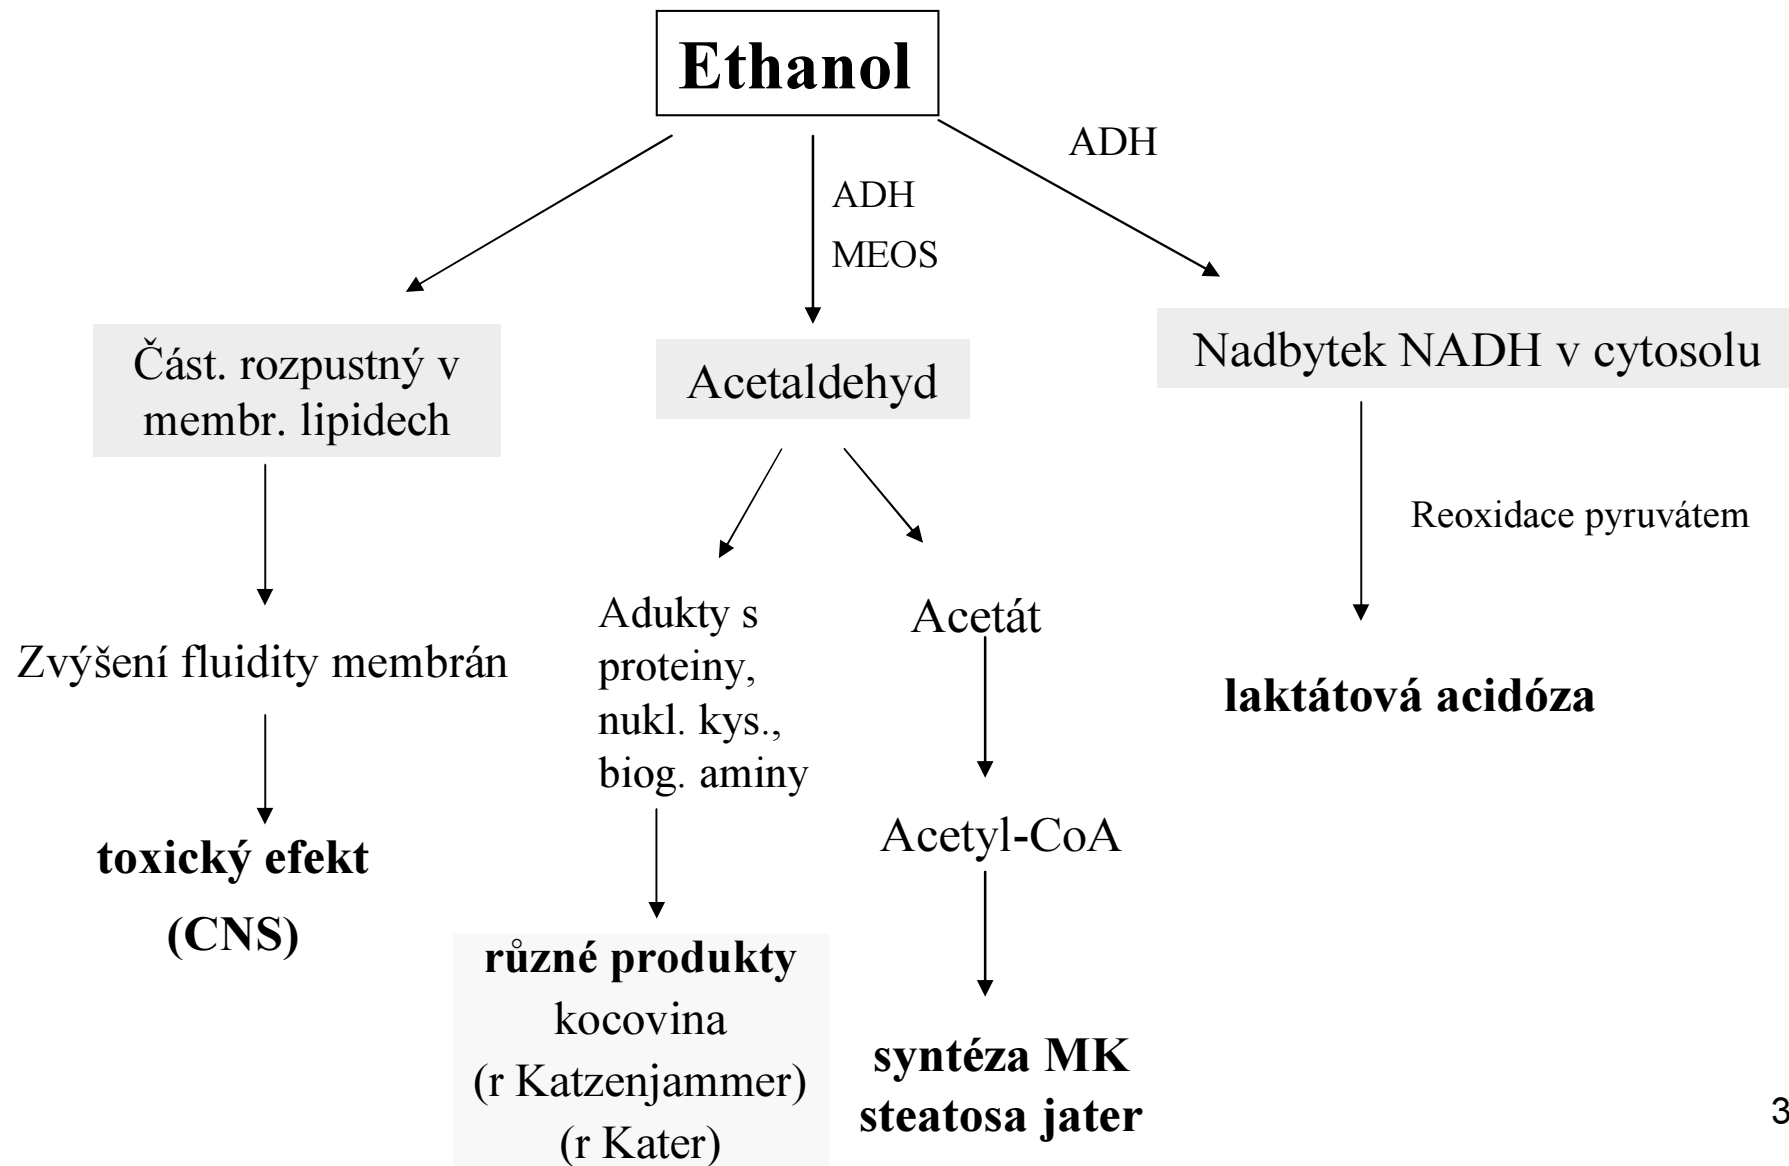 Ethanol
ADH
ADH
MEOS
Část. rozpustný v
membr. lipidech
Acetaldehyd
Nadbytek NADH v cytosolu
Reoxidace pyruvátem
Zvýšení fluidity membrán
Adukty s
proteiny,
nukl. kys.,
biog. aminy
Acetát
laktátová acidóza
toxický efekt
(CNS)
Acetyl-CoA
různé produkty
kocovina
(r Katzenjammer)
(r Kater)
syntéza MK
steatosa jater
3